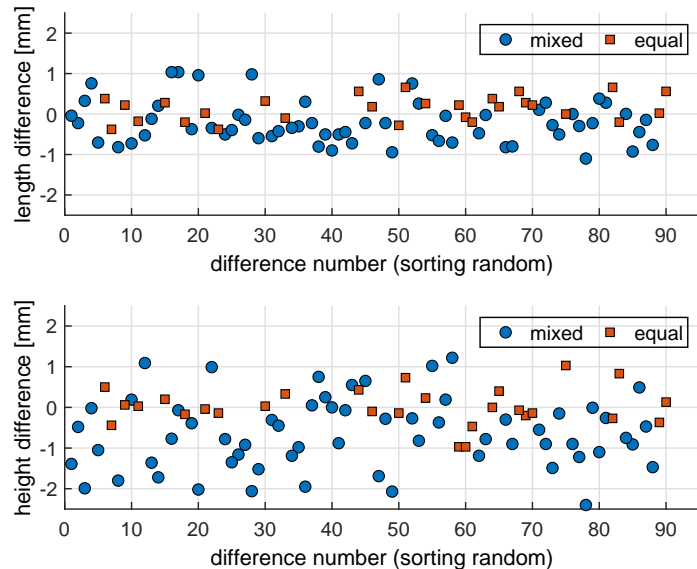 length difference [mm]
2
1
0
-1
-2
mixed equal
0 10 20 30 40 50 60 70 80 90
difference number (sorting random)
height difference [mm]
2
1
0
-1
-2
mixed equal
0 10 20 30 40 50 60 70 80 90
difference number (sorting random)